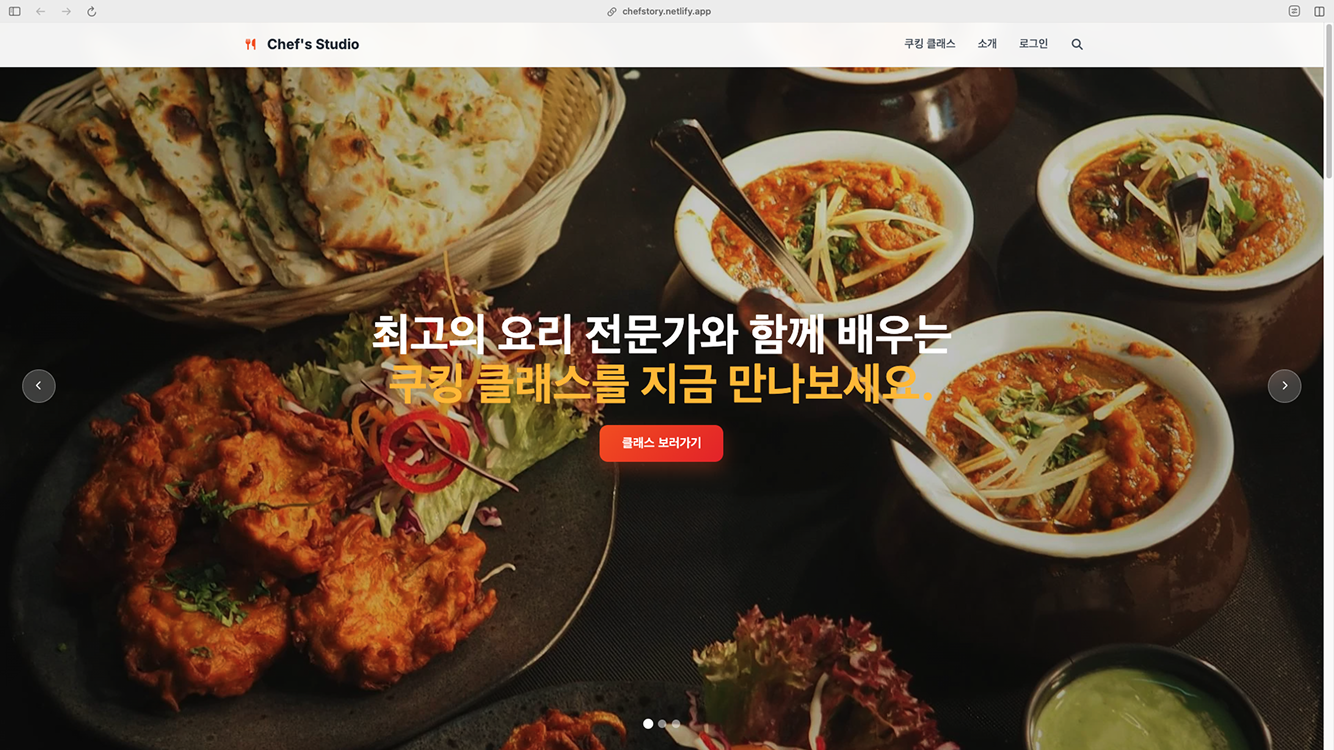 chefstory.netlify.app
Chef's Studio
쿠킹 클래스
소개
로그인
최고의 요리 전문가와 함께 배우는
쿠킹 클래스를 지금 만나보세요.
클래스 보러가기